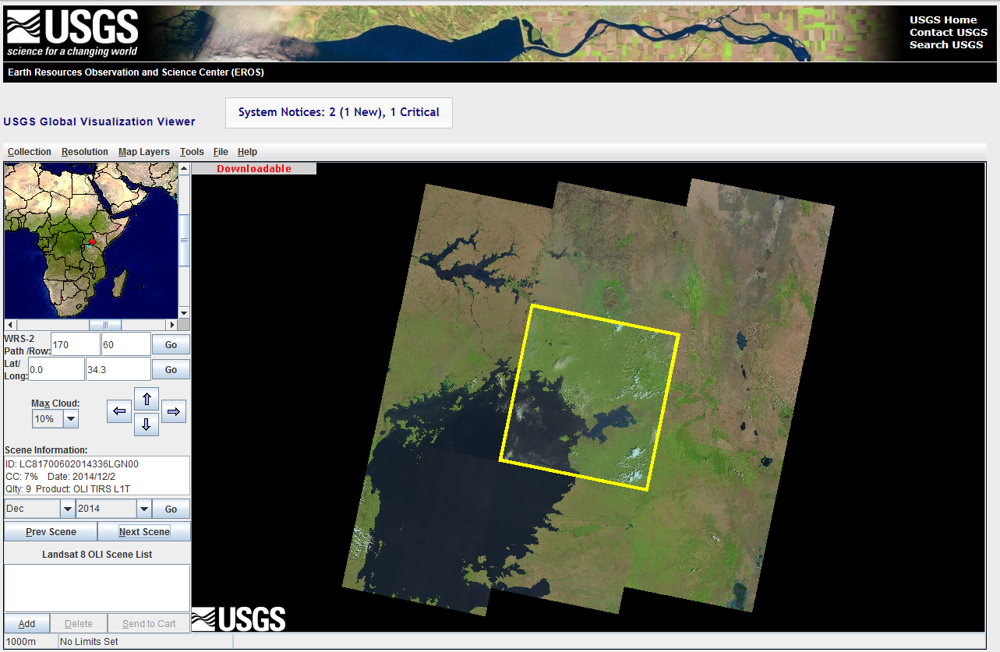 USGS
science for a changing world
USGS Home
Contact USGS
Search USGS
Earth Resources Observation and Science Center (EROS)
System Notices: 2 (1 New), 1 Critical
USGS Global Visualization Viewer
Collection Resolution Map Layers Tools File Help
Downloadable
WRS-2
Path /Row: 170 60 Go
Lat/
Long: 0.0 34.3 Go
Max Cloud:
10%
Scene Information:
ID: LC81700602014336LGN00
CC: 7% Date: 2014/12/2
Qlty: 9 Product: OLI TIRS L1T
Dec 2014 Go
Prev Scene Next Scene
Landsat 8 OLI Scene List
Add Delete Send to Cart
USGS
1000m No Limits Set